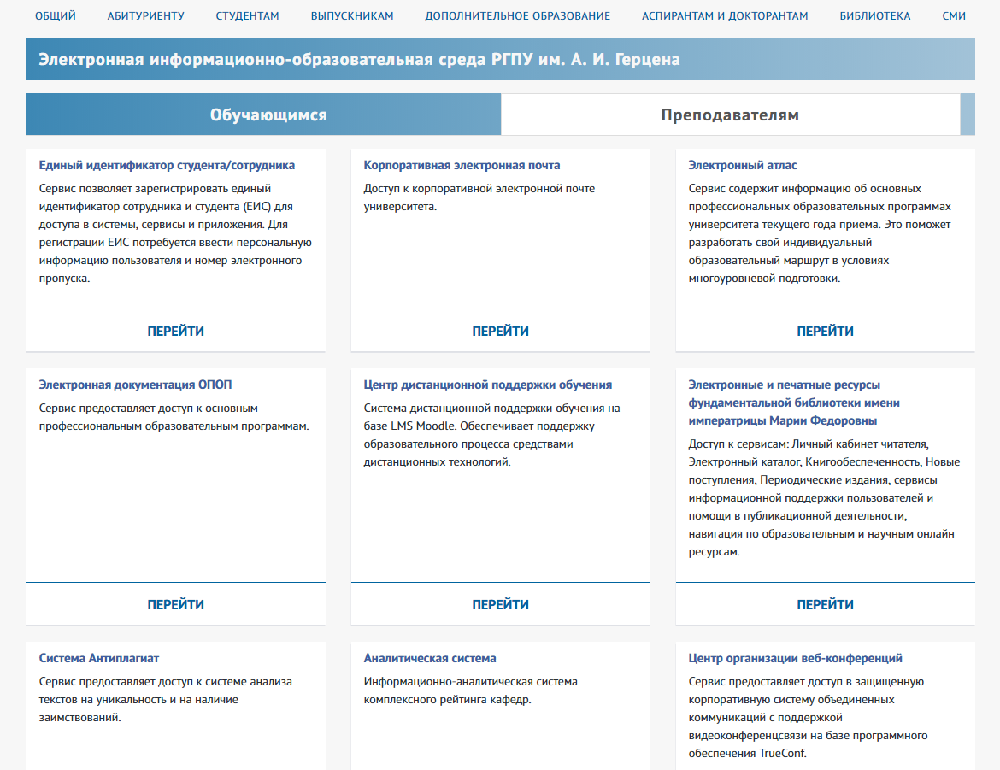 ОБЩИЙ АБИТУРИЕНТУ СТУДЕНТАМ ВЫПУСКНИКАМ ДОПОЛНИТЕЛЬНОЕ ОБРАЗОВАНИЕ АСПИРАНТАМ И ДОКТОРАНТАМ БИБЛИОТЕКА СМИ
Электронная информационно-образовательная среда РГПУ им. А. И. Герцена
Обучающимся
Преподавателям
Единый идентификатор студента/сотрудника
Сервис позволяет зарегистрировать единый
идентификатор сотрудника и студента (ЕИС) для
доступа в системы, сервисы и приложения. Для
регистрации ЕИС потребуется ввести персональную
информацию пользователя и номер электронного
пропуска.
ПЕРЕЙТИ
Корпоративная электронная почта
Доступ к корпоративной электронной почте
университета.
ПЕРЕЙТИ
Электронный атлас
Сервис содержит информацию об основных
профессиональных образовательных программах
университета текущего года приема. Это поможет
разработать свой индивидуальный
образовательный маршрут в условиях
многоуровневой подготовки.
ПЕРЕЙТИ
Электронная документация ОПОП
Сервис предоставляет доступ к основным
профессиональным образовательным программам.
ПЕРЕЙТИ
Центр дистанционной поддержки обучения
Система дистанционной поддержки обучения на
базе LMS Moodle. Обеспечивает поддержку
образовательного процесса средствами
дистанционных технологий.
ПЕРЕЙТИ
Электронные и печатные ресурсы
фундаментальной библиотеки имени
императрицы Марии Федоровны
Доступ к сервисам: Личный кабинет читателя,
Электронный каталог, Книгообеспеченность, Новые
поступления, Периодические издания, сервисы
информационной поддержки пользователей и
помощи в публикационной деятельности,
навигация по образовательным и научным онлайн
ресурсам.
ПЕРЕЙТИ
Система Антиплагиат
Сервис предоставляет доступ к системе анализа
текстов на уникальность и на наличие
заимствований.
Аналитическая система
Информационно-аналитическая система
комплексного рейтинга кафедр.
Центр организации веб-конференций
Сервис предоставляет доступ в защищенную
корпоративную систему объединенных
коммуникаций с поддержкой
видеоконференцсвязи на базе программного
обеспечения TrueConf.